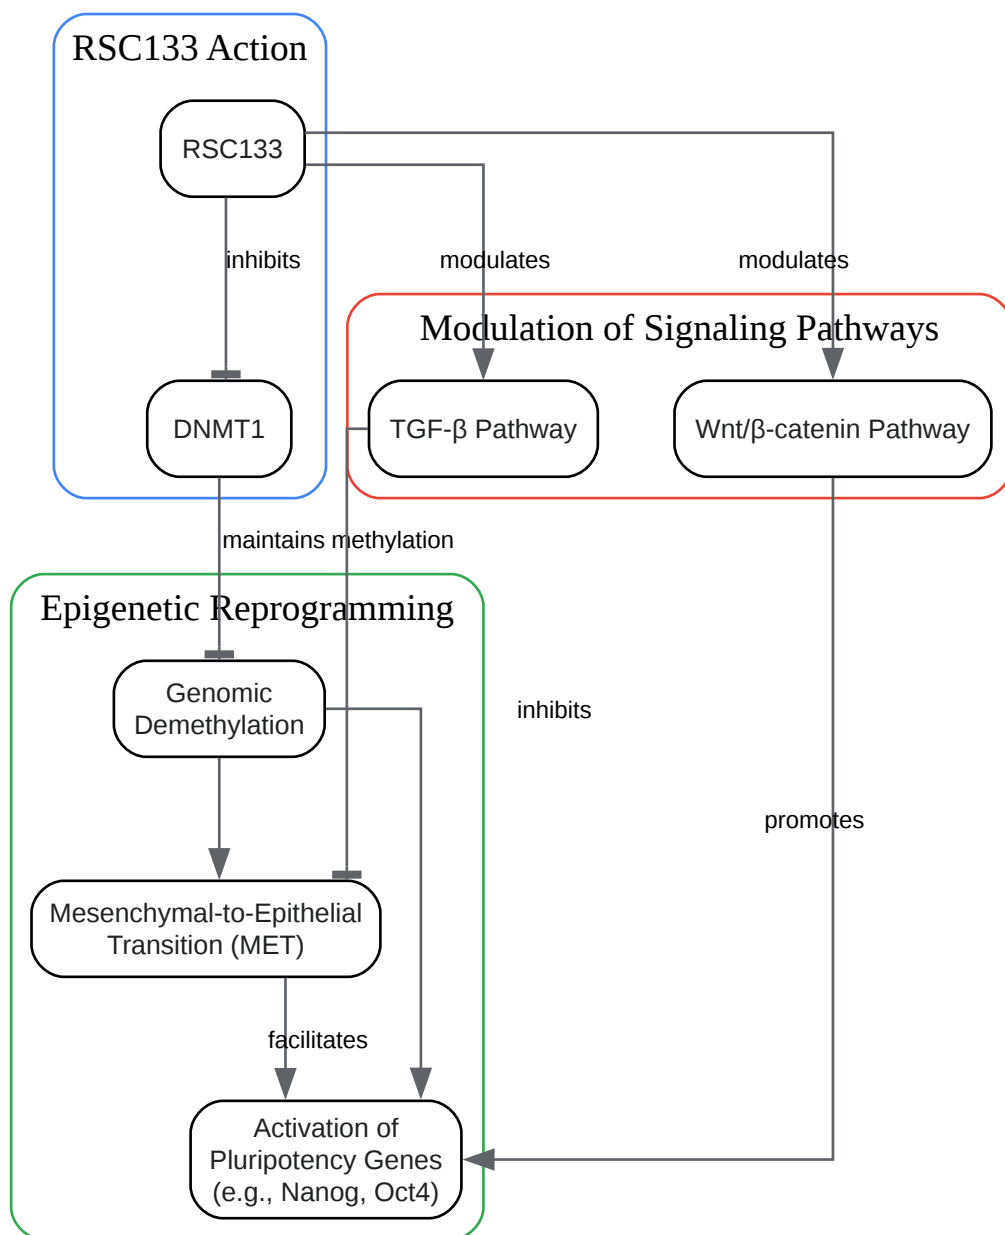 RSC133 Action
RSC133
inhibits
modulates
modulates
Modulation of Signaling Pathways
DNMT1
TGF-β Pathway
Wnt/β-catenin Pathway
maintains methylation
Epigenetic Reprogramming
Genomic
Demethylation
inhibits
promotes
Mesenchymal-to-Epithelial
Transition (MET)
facilitates
Activation of
Pluripotency Genes
(e.g., Nanog, Oct4)